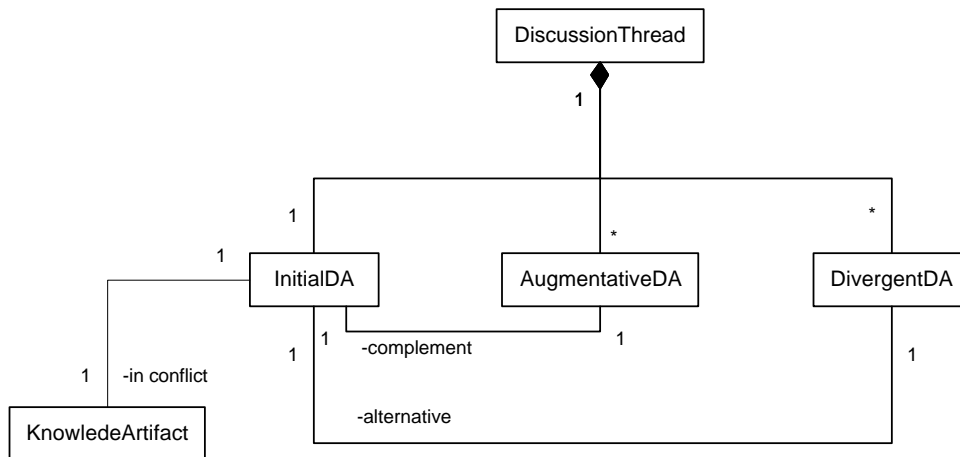 DiscussionThread
1
1
*
*
1
InitialDA
AugmentativeDA
DivergentDA
1
1
1
1
-complement
1
-in conflict
-alternative
KnowledeArtifact